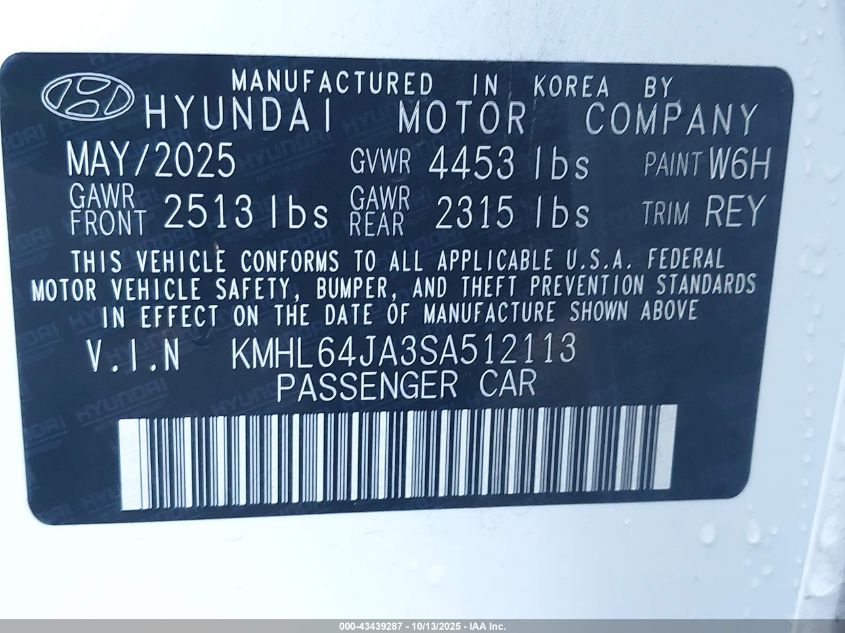 MANUFACTURED IN KOREA BY
HYUNDAI MOTOR COMPANY
MAY/2025 GVWR 4453 lbs PAINT W6H
GAWR FRONT 2513 lbs GAWR REAR 2315 lbs TRIM REY
THIS VEHICLE CONFORMS TO ALL APPLICABLE U.S.A. FEDERAL
MOTOR VEHICLE SAFETY, BUMPER, AND THEFT PREVENTION STANDARDS
IN EFFECT ON THE DATE OF MANUFACTURE SHOWN ABOVE
V.I.N KMHL64JA3SA512113
PASSENGER CAR
000-43439287 - 10/13/2025 - IAA Inc.